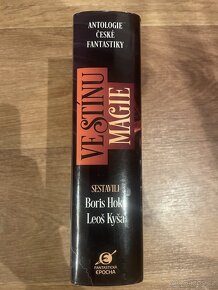 ANTOLOGIE
ČESKÉ
FANTASTIKY
VE STÍNU
MAGIE
SESTAVILI
Boris Hok
Leoš Kyša
FANTASTICKÁ
EPOCHA